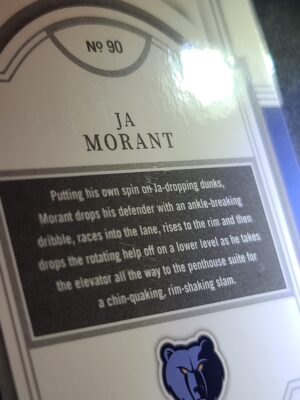 Nº 90
JA
MORANT
Putting his own spin on Ja-dropping dunks,
Morant drops his defender with an ankle-breaking
dribble, races into the lane, rises to the rim and then
drops the rotating help off on a lower level as he takes
the elevator all the way to the penthouse suite for
a chin-quaking, rim-shaking slam.